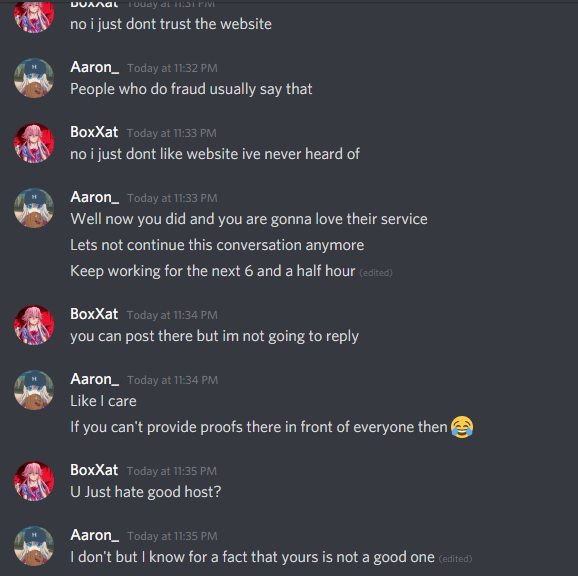 BoxXat Today at 11:31 PM
no i just dont trust the website
Aaron_ Today at 11:32 PM
People who do fraud usually say that
BoxXat Today at 11:33 PM
no i just dont like website ive never heard of
Aaron_ Today at 11:33 PM
Well now you did and you are gonna love their service
Lets not continue this conversation anymore
Keep working for the next 6 and a half hour (edited)
BoxXat Today at 11:34 PM
you can post there but im not going to reply
Aaron_ Today at 11:34 PM
Like I care
If you can't provide proofs there in front of everyone then 😂
BoxXat Today at 11:35 PM
U Just hate good host?
Aaron_ Today at 11:35 PM
I don't but I know for a fact that yours is not a good one (edited)